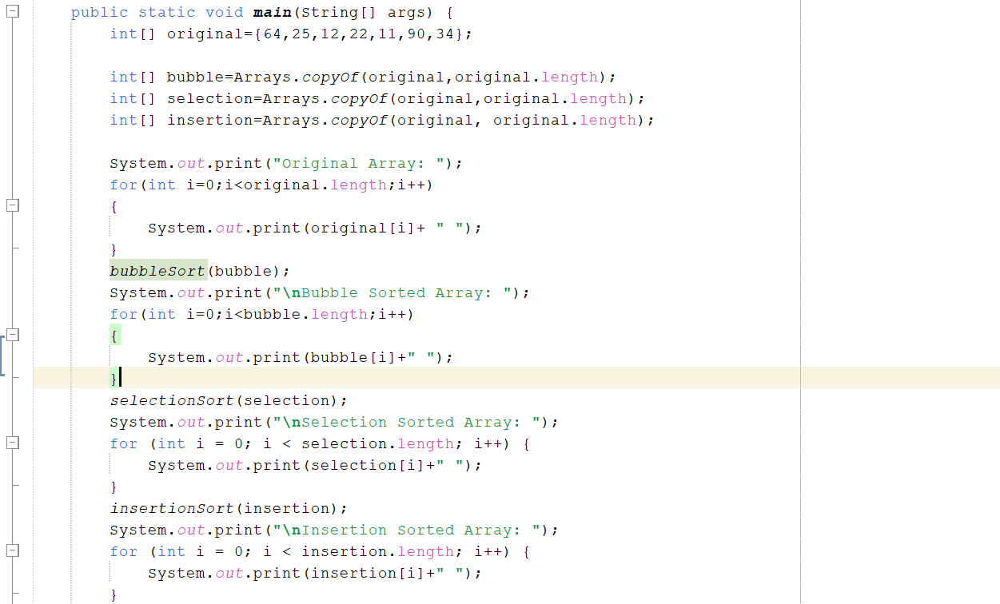 public static void main(String[] args) {
int[] original={64,25,12,22,11,90,34};
int[] bubble=Arrays.copyOf(original,original.length);
int[] selection=Arrays.copyOf(original,original.length);
int[] insertion=Arrays.copyOf(original, original.length);
System.out.print("Original Array: ");
for(int i=0;i<original.length;i++)
{
System.out.print(original[i]+ " ");
}
bubbleSort(bubble);
System.out.print("\nBubble Sorted Array: ");
for(int i=0;i<bubble.length;i++)
{
System.out.print(bubble[i]+" ");
}
selectionSort(selection);
System.out.print("\nSelection Sorted Array: ");
for (int i = 0; i < selection.length; i++) {
System.out.print(selection[i]+" ");
}
insertionSort(insertion);
System.out.print("\nInsertion Sorted Array: ");
for (int i = 0; i < insertion.length; i++) {
System.out.print(insertion[i]+" ");
}